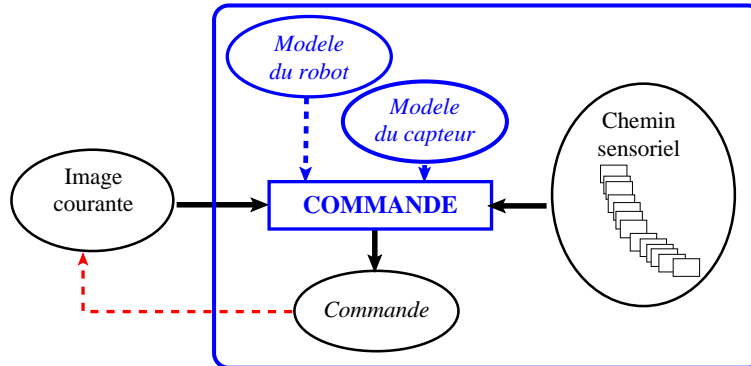 Modele
du robot
Modele
du capteur
Chemin
sensoriel
Image
courante
COMMANDE
Commande